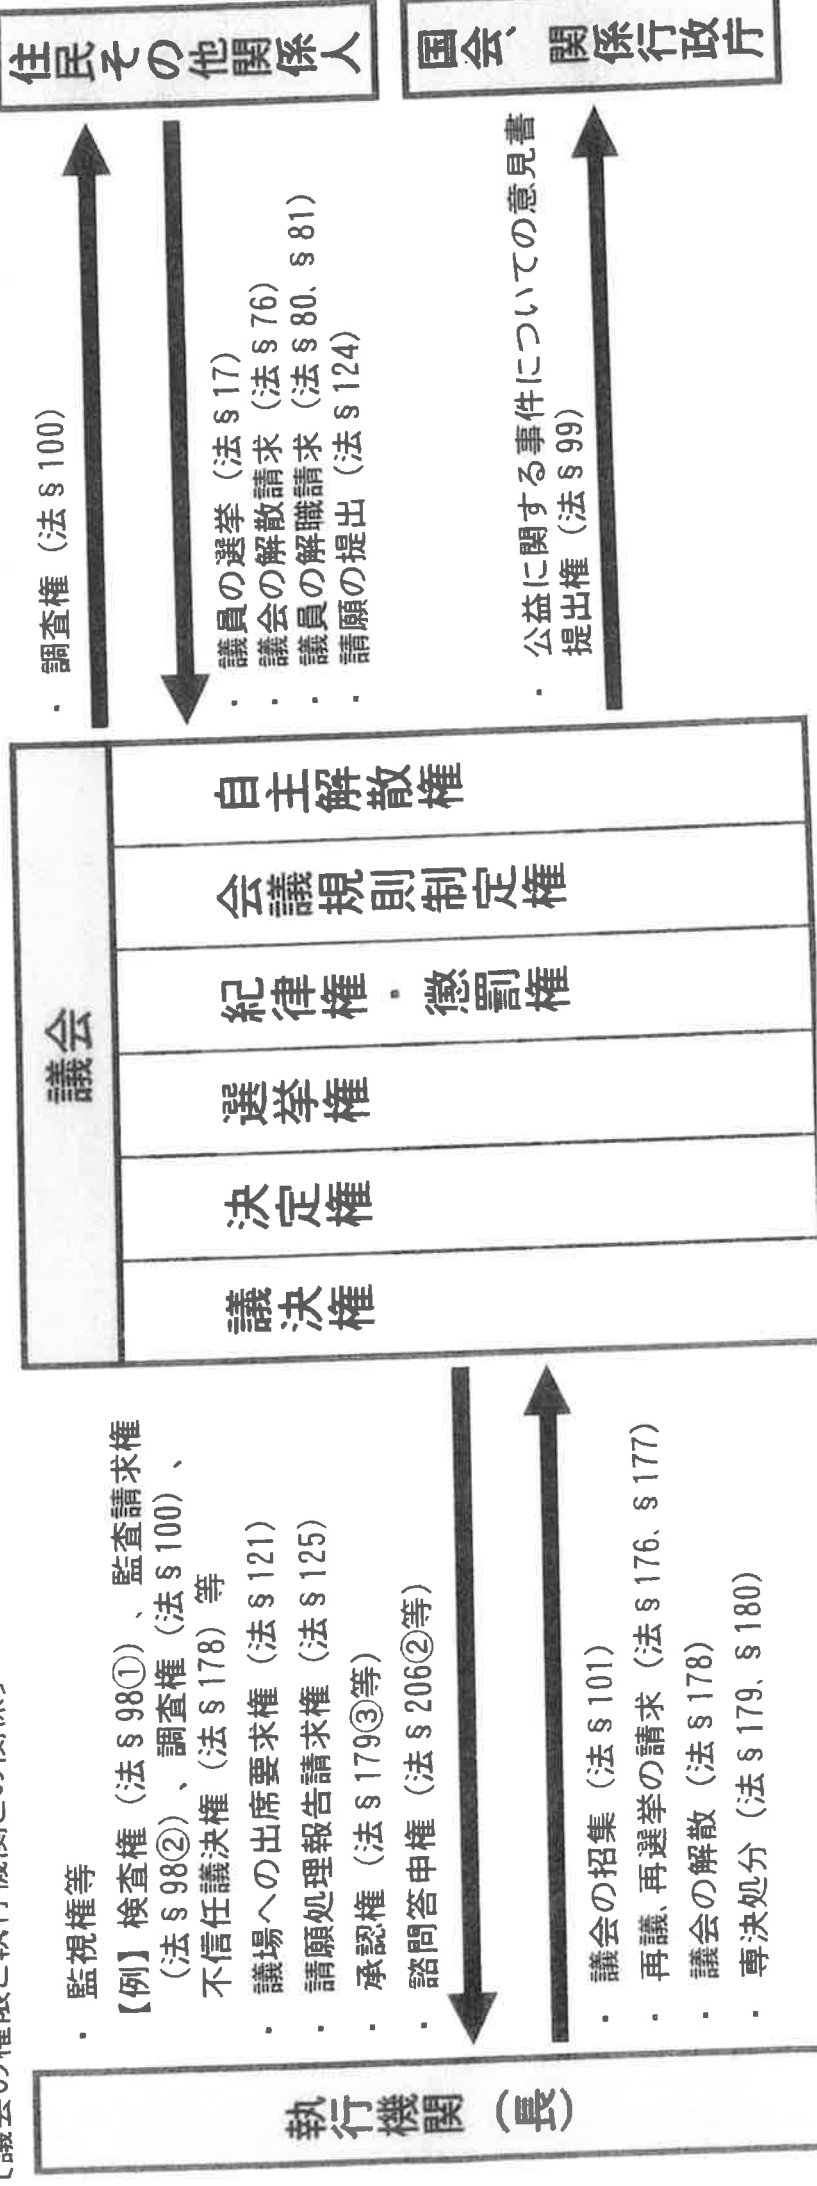 〔議会の権限と執行機関との関係〕
執行機関(長)
・ 監視権等
【例】検査権(法§98①)、監査請求権
(法§98②)、調査権(法§100)、
不信任議決権(法§178)等
・ 議場への出席要求権(法§121)
・ 請願処理報告請求権(法§125)
・ 承認権(法§179③等)
・ 諮問答申権(法§206②等)
・ 議会の招集(法§101)
・ 再議、再選挙の請求(法§176、§177)
・ 議会の解散(法§178)
・ 専決処分(法§179、§180)
議会
議決権
決定権
選挙権
紀律権・懲罰権
会議規則制定権
自主解散権
・ 調査権(法§100)
・ 議員の選挙(法§17)
・ 議会の解散請求(法§76)
・ 議員の解職請求(法§80、§81)
・ 請願の提出(法§124)
・ 公益に関する事件についての意見書
提出権(法§99)
住民その他関係人
国会、
関係行政庁